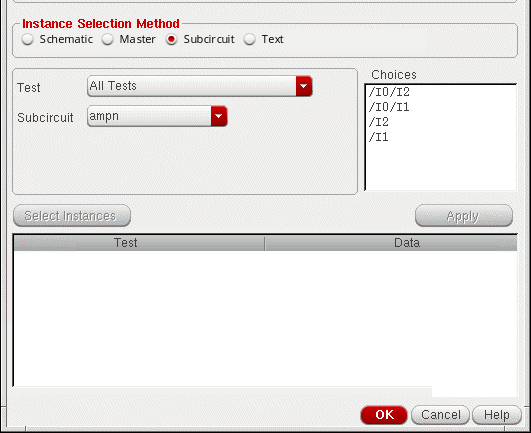 Instance Selection Method
Schematic Master Subcircuit Text
Test All Tests
Subcircuit ampn
Choices
/I0/I2
/I0/I1
/I2
/I1
Select Instances Apply
Test Data
OK Cancel Help